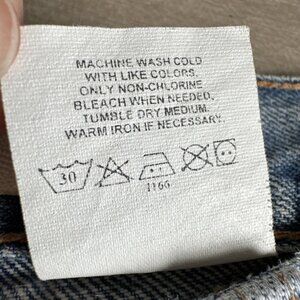 MACHINE WASH COLD
WITH LIKE COLORS.
ONLY NON-CHLORINE
BLEACH WHEN NEEDED.
TUMBLE DRY MEDIUM.
WARM IRON IF NECESSARY.
30
1166